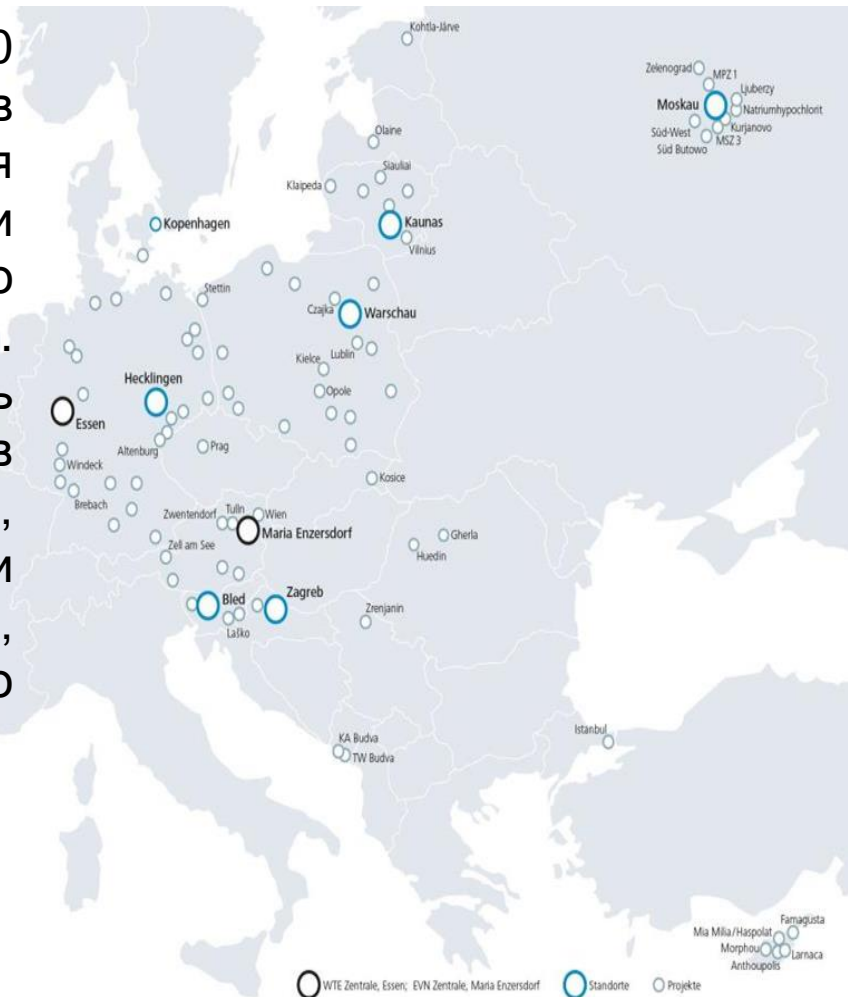 0
в
я
и
о
.
ь
в
,
и
,
о
Kohtla-Järve
Zelenograd
MPZ 1
Ljuberzy
Moskau
Natriumhypochlorit
Kurjanovo
Süd-West
MSZ 3
Süd Butowo
Olaine
Siauliai
Klaipeda
Kaunas
Vilnius
Kopenhagen
Stettin
Czajka
Warschau
Lublin
Kielce
Opole
Hecklingen
Essen
Altenburg
Prag
Windeck
Brebach
Kosice
Zwentendorf
Tulln
Wien
Maria Enzersdorf
Zell am See
Gherla
Huedin
Bled
Zagreb
Laško
Zrenjanin
KA Budva
TW Budva
Istanbul
Famagusta
Mia Milia/Haspolat
Morphou
Larnaca
Anthoupolis
WTE Zentrale, Essen; EVN Zentrale, Maria Enzersdorf
Standorte
Projekte